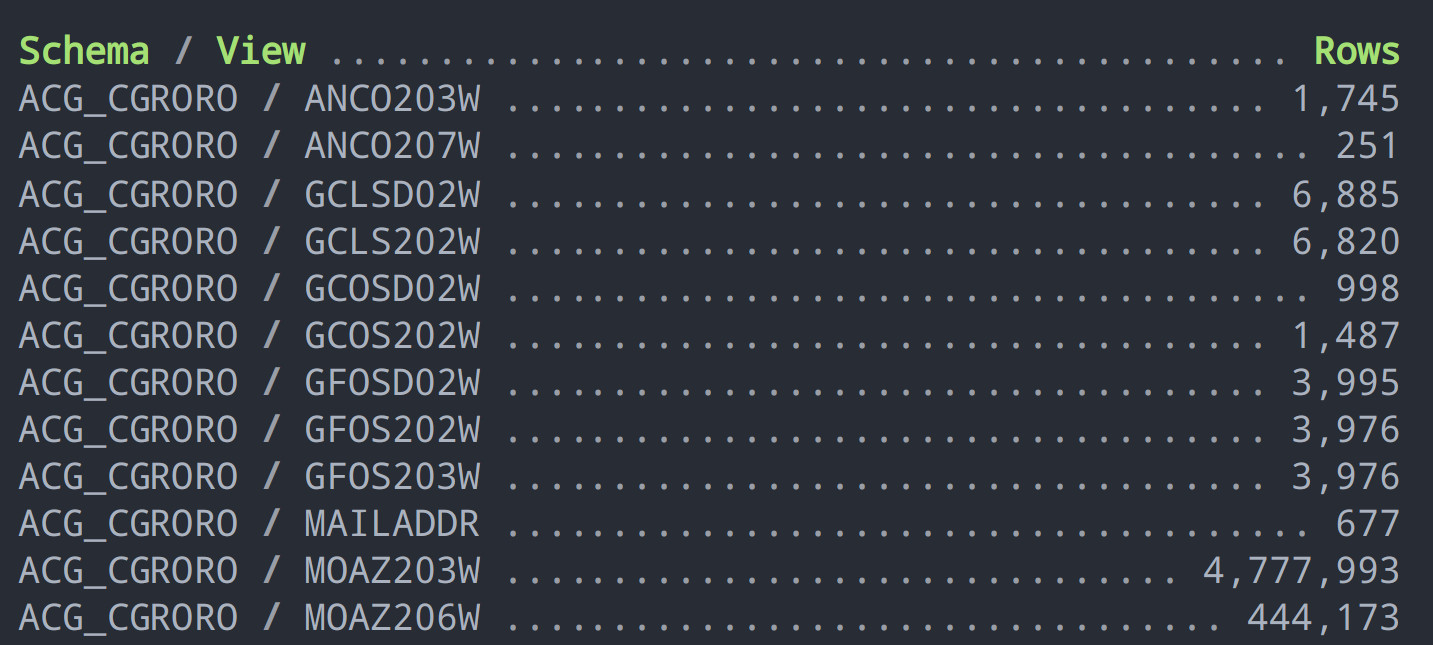 Schema / View ............................................ Rows
ACG_CGRORO / ANCO203W ................................... 1,745
ACG_CGRORO / ANCO207W ..................................... 251
ACG_CGRORO / GCLSD02W ................................... 6,885
ACG_CGRORO / GCLS202W ................................... 6,820
ACG_CGRORO / GCOSD02W ..................................... 998
ACG_CGRORO / GCOS202W ................................... 1,487
ACG_CGRORO / GFOSD02W ................................... 3,995
ACG_CGRORO / GFOS202W ................................... 3,976
ACG_CGRORO / GFOS203W ................................... 3,976
ACG_CGRORO / MAILADDR ..................................... 677
ACG_CGRORO / MOAZ203W ............................... 4,777,993
ACG_CGRORO / MOAZ206W ................................. 444,173